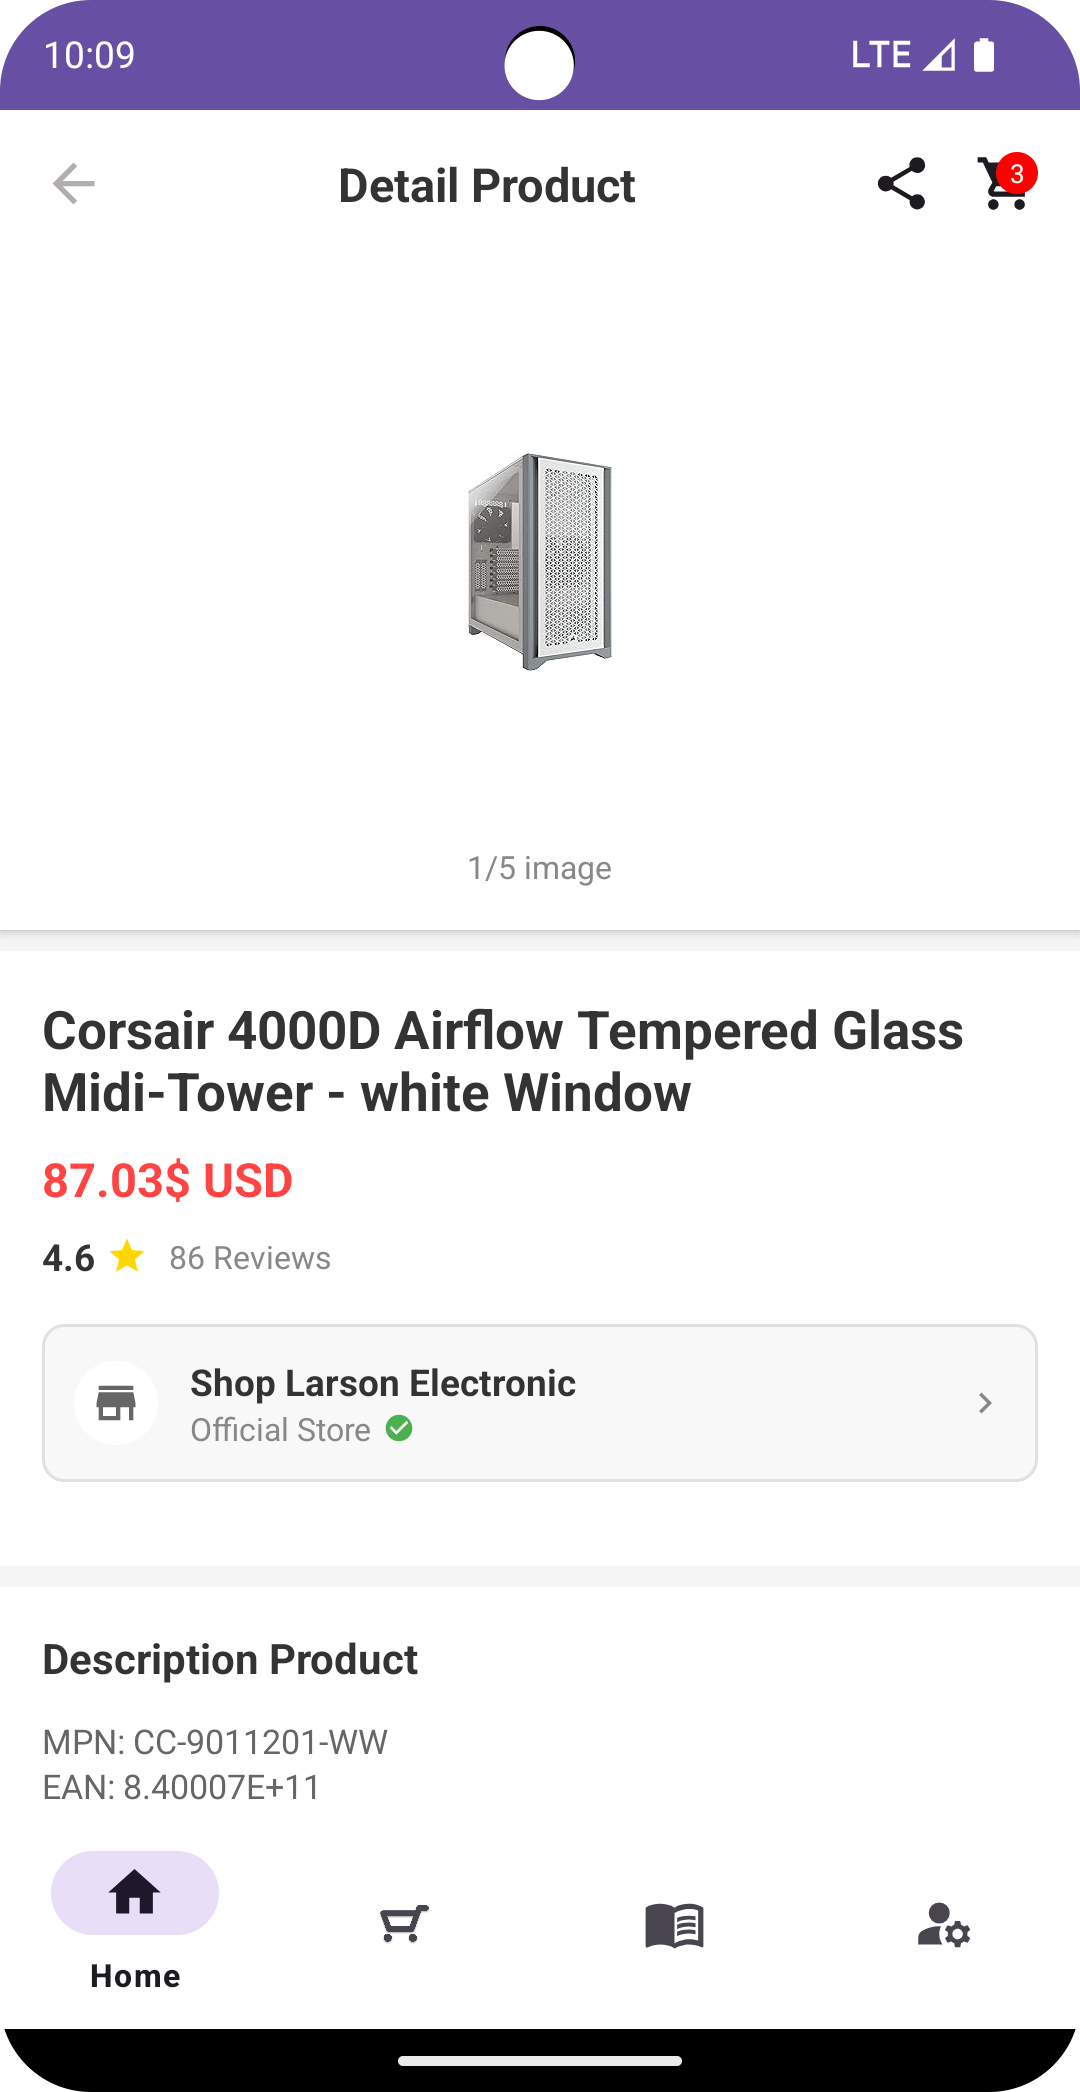 10:09
LTE
Detail Product
3
1/5 image
Corsair 4000D Airflow Tempered Glass
Midi-Tower - white Window
87.03$ USD
4.6
86 Reviews
Shop Larson Electronic
Official Store
Description Product
MPN: CC-9011201-WW
EAN: 8.40007E+11
Home